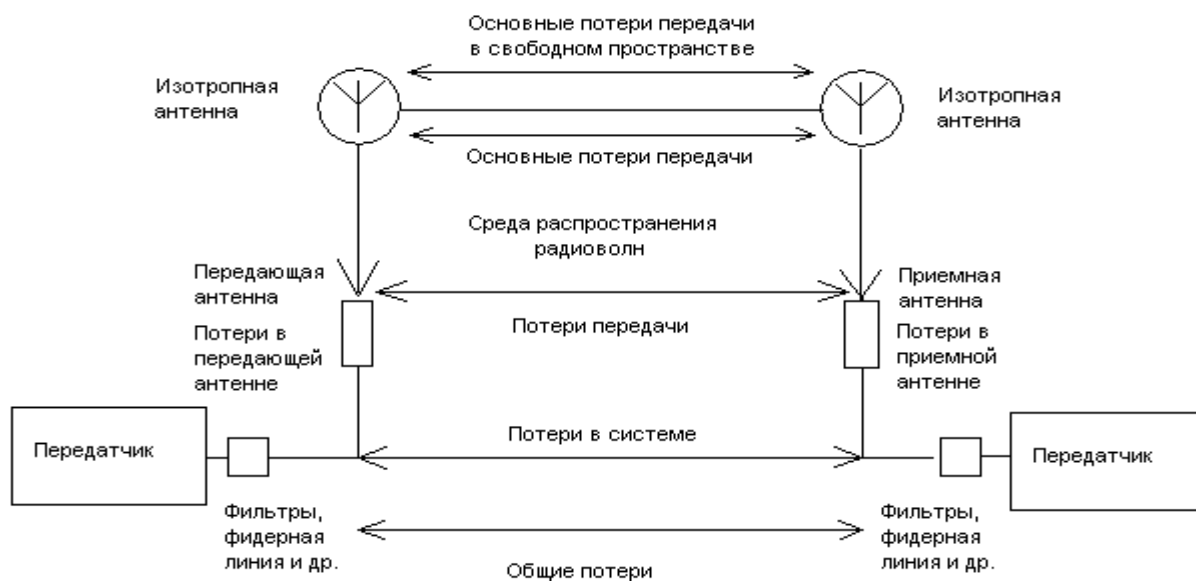 Основные потери передачи
в свободном пространстве
Изотропная
антенна
Изотропная
антенна
Основные потери передачи
Среда распространения
радиоволн
Передающая
антенна
Приемная
антенна
Потери передачи
Потери в
передающей
антенне
Потери в
приемной
антенне
Передатчик
Потери в системе
Передатчик
Фильтры,
фидерная
линия и др.
Фильтры,
фидерная
линия и др.
Общие потери